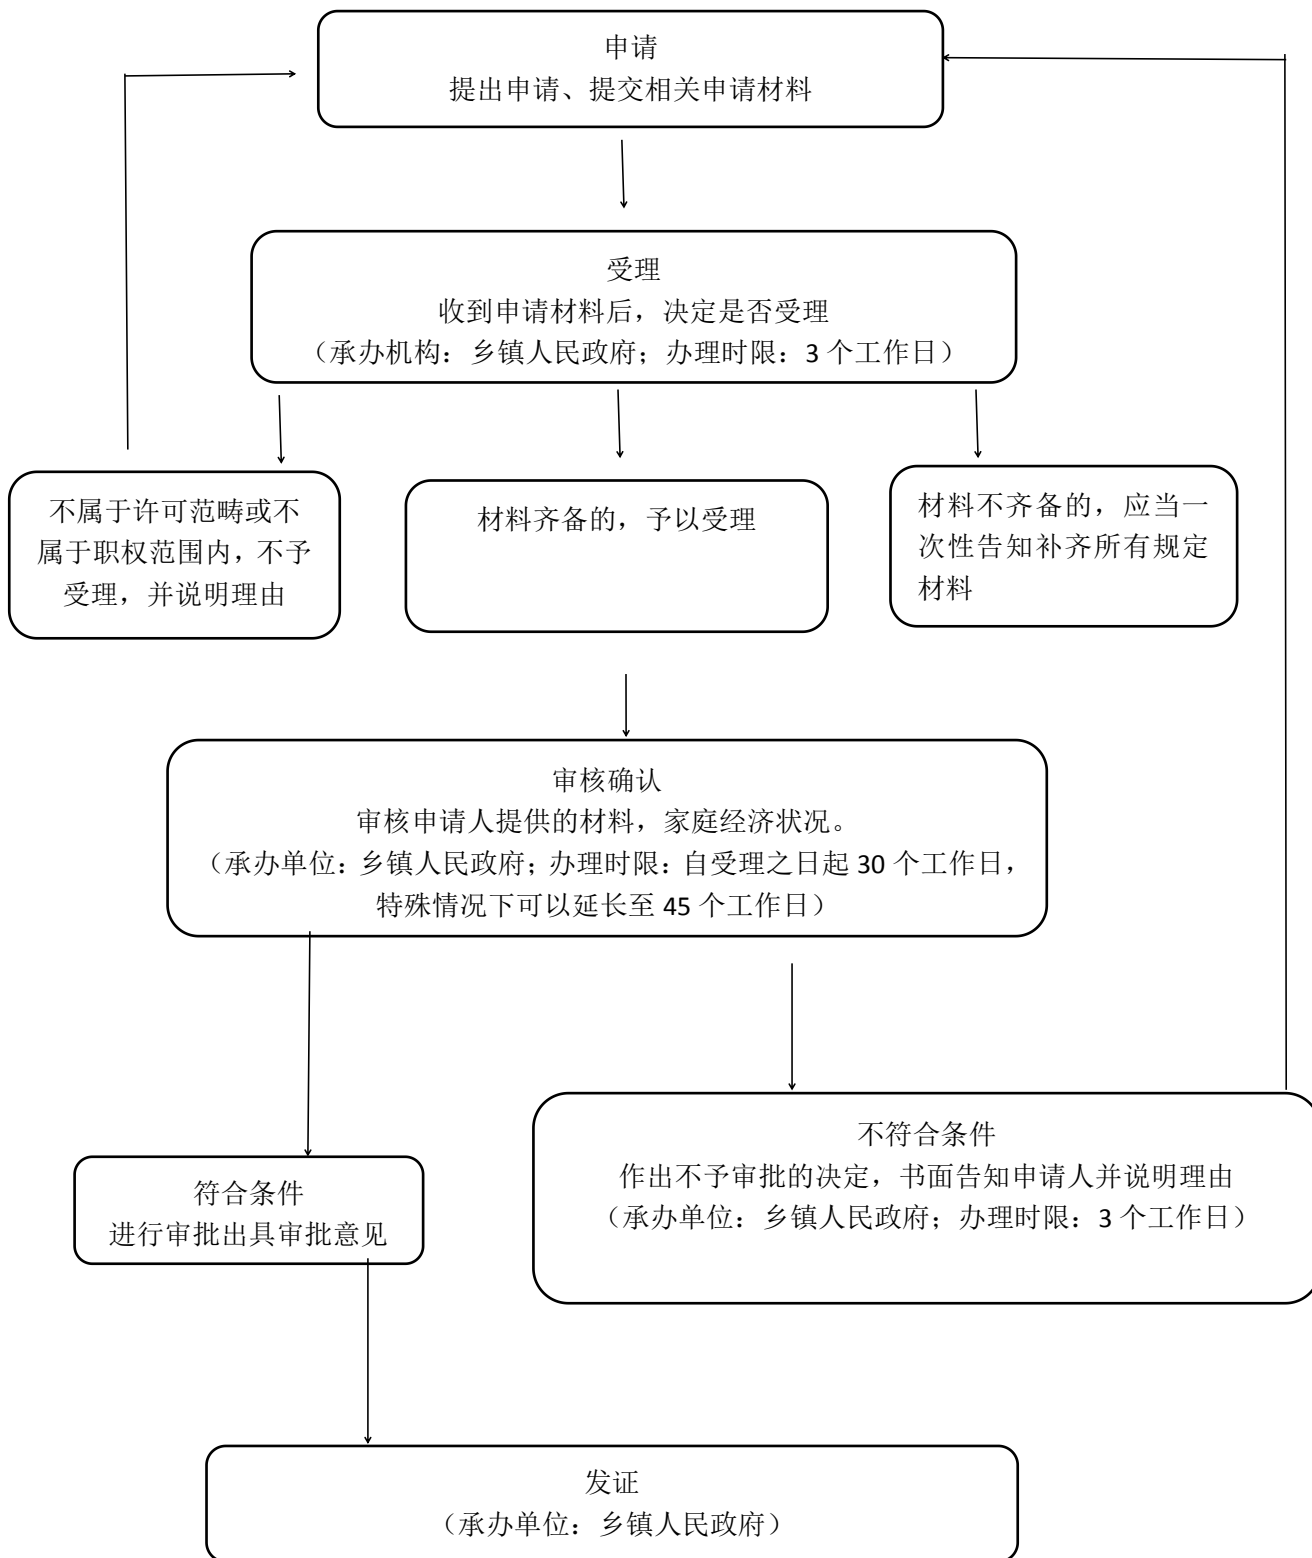 申请
提出申请、提交相关申请材料
受理
收到申请材料后，决定是否受理
（承办机构：乡镇人民政府；办理时限：3 个工作日）
不属于许可范畴或不
属于职权范围内，不予
受理，并说明理由
材料齐备的，予以受理
材料不齐备的，应当一
次性告知补齐所有规定
材料
审核确认
审核申请人提供的材料，家庭经济状况。
（承办单位：乡镇人民政府；办理时限：自受理之日起 30 个工作日，
特殊情况下可以延长至 45 个工作日）
不符合条件
作出不予审批的决定，书面告知申请人并说明理由
（承办单位：乡镇人民政府；办理时限：3 个工作日）
符合条件
进行审批出具审批意见
发证
（承办单位：乡镇人民政府）